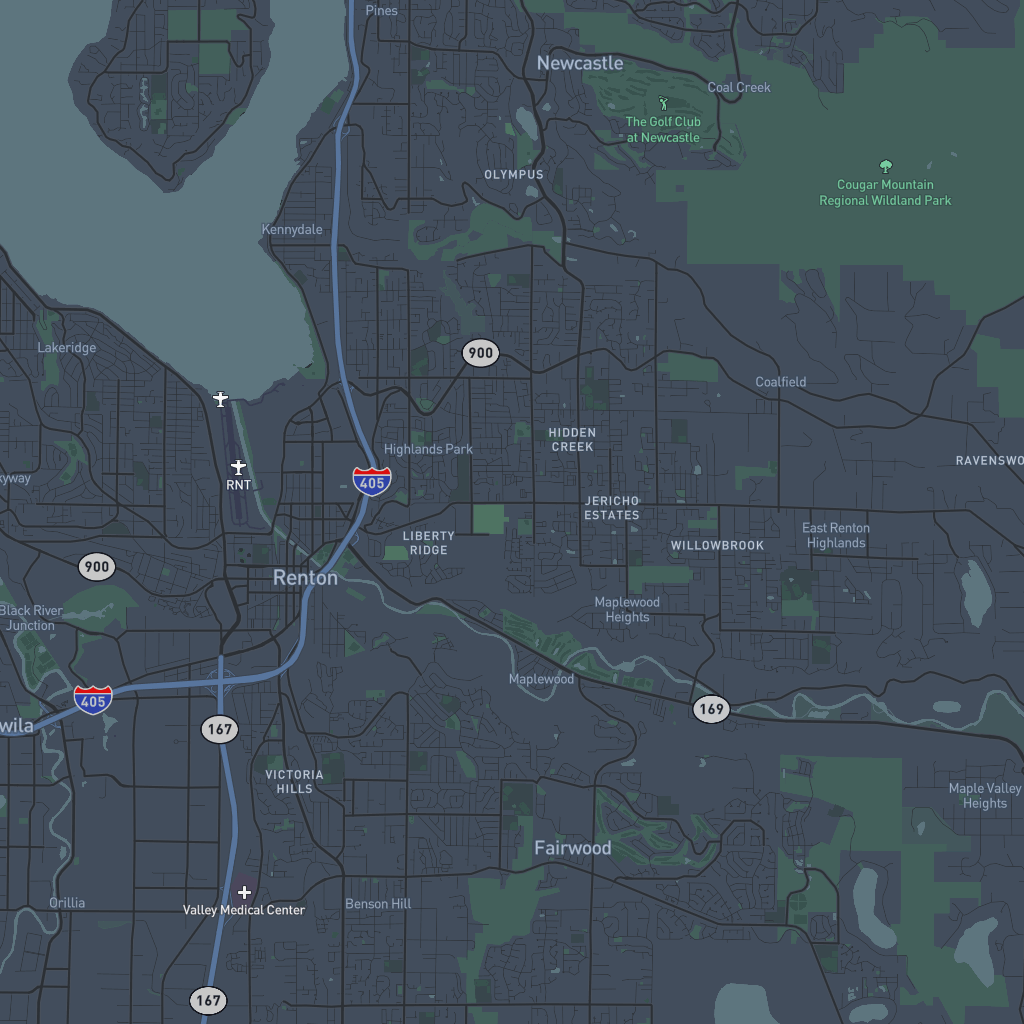 Pines
Newcastle
Coal Creek
The Golf Club
at Newcastle
OLYMPUS
Cougar Mountain
Regional Wildland Park
Kennydale
Lakeridge
900
Coalfield
HIDDEN
CREEK
Highlands Park
RAVENSWO
kyway
405
RNT
JERICHO
ESTATES
LIBERTY
RIDGE
WILLOWBROOK
East Renton
Highlands
900
Renton
Black River
Junction
Maplewood
Heights
Maplewood
405
169
wila
167
VICTORIA
HILLS
Maple Valley
Heights
Fairwood
Orillia
Valley Medical Center
Benson Hill
167